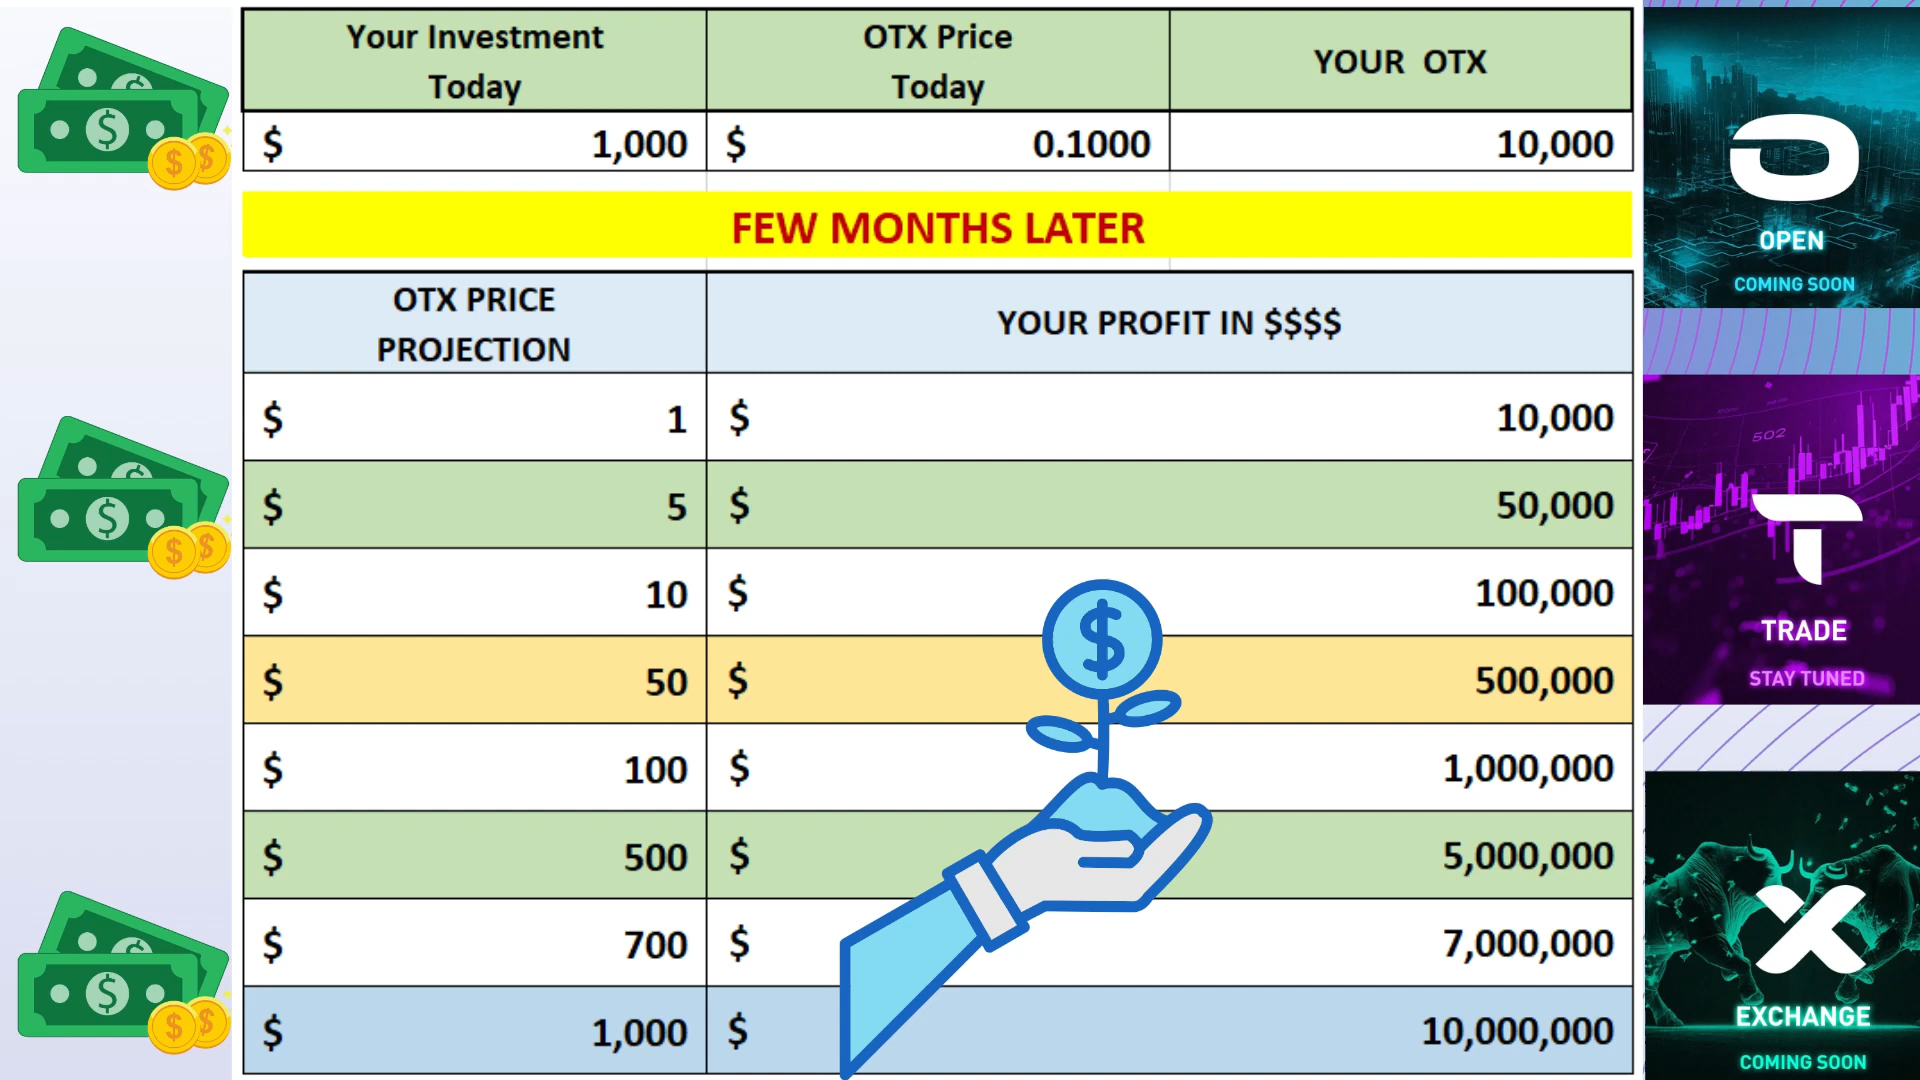 Your Investment
Today
OTX Price
Today
YOUR OTX
$ 1,000
$ 0.1000
10,000
FEW MONTHS LATER
OTX PRICE
PROJECTION
YOUR PROFIT IN $$$$
$ 1 $ 10,000
$ 5 $ 50,000
$ 10 $ 100,000
$ 50 $ 500,000
$ 100 $ 1,000,000
$ 500 $ 5,000,000
$ 700 $ 7,000,000
$ 1,000 $ 10,000,000
OPEN
COMING SOON
502
TRADE
STAY TUNED
EXCHANGE
COMING SOON